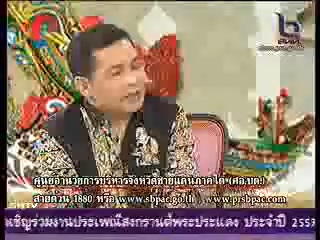 ศูนย์อำนวยการบริหารจังหวัดชายแดนภาคใต้ (ศอ.บต.)
สายด่วน 1880 หรือ www.sbpac.go.th www.prsbpac.com
เชิญร่วมงานประเพณีสงกรานต์พระประแดง ประจำปี 2553